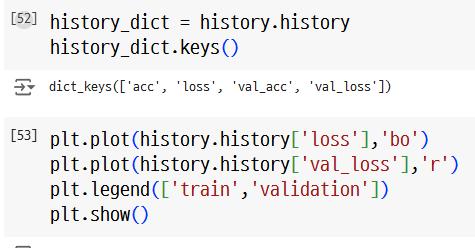 [52] history_dict = history.history
history_dict.keys()
dict_keys(['acc', 'loss', 'val_acc', 'val_loss'])
[53] plt.plot(history.history['loss'],'bo')
plt.plot(history.history['val_loss'],'r')
plt.legend(['train','validation'])
plt.show()